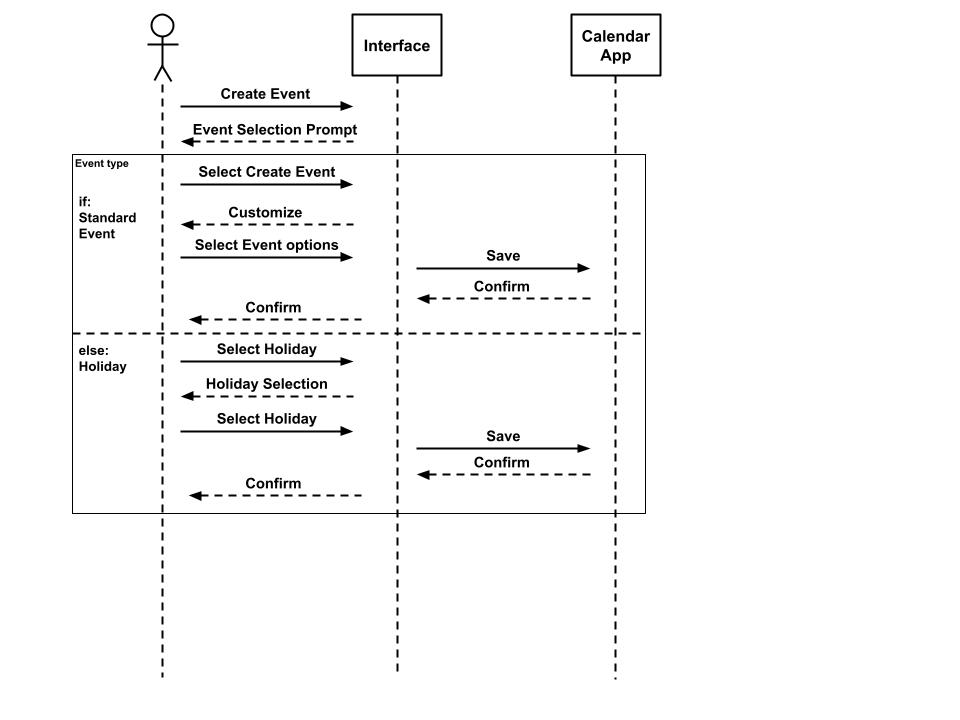 Interface
Calendar
App
Create Event
Event Selection Prompt
Event type
Select Create Event
if:
Standard
Event
Customize
Select Event options
Save
Confirm
Confirm
else:
Holiday
Select Holiday
Holiday Selection
Select Holiday
Save
Confirm
Confirm